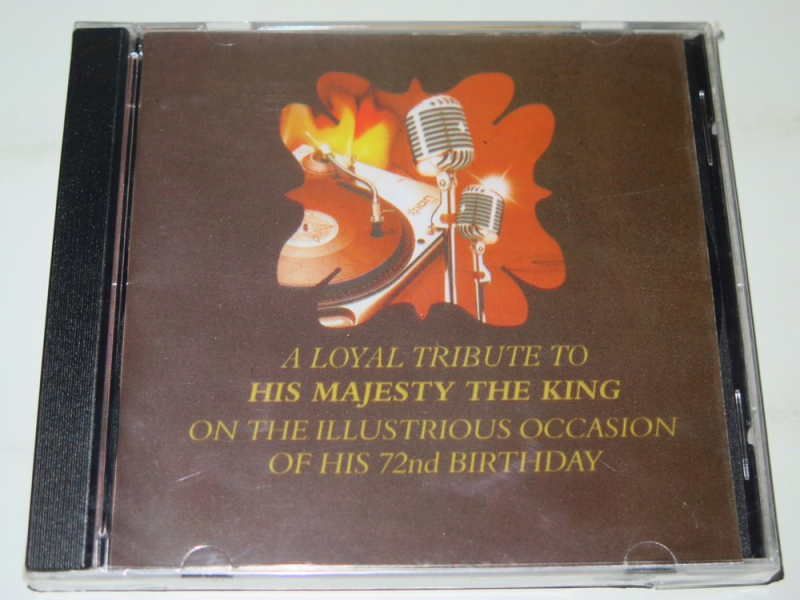 A LOYAL TRIBUTE TO
HIS MAJESTY THE KING
ON THE ILLUSTRIOUS OCCASION
OF HIS 72nd BIRTHDAY